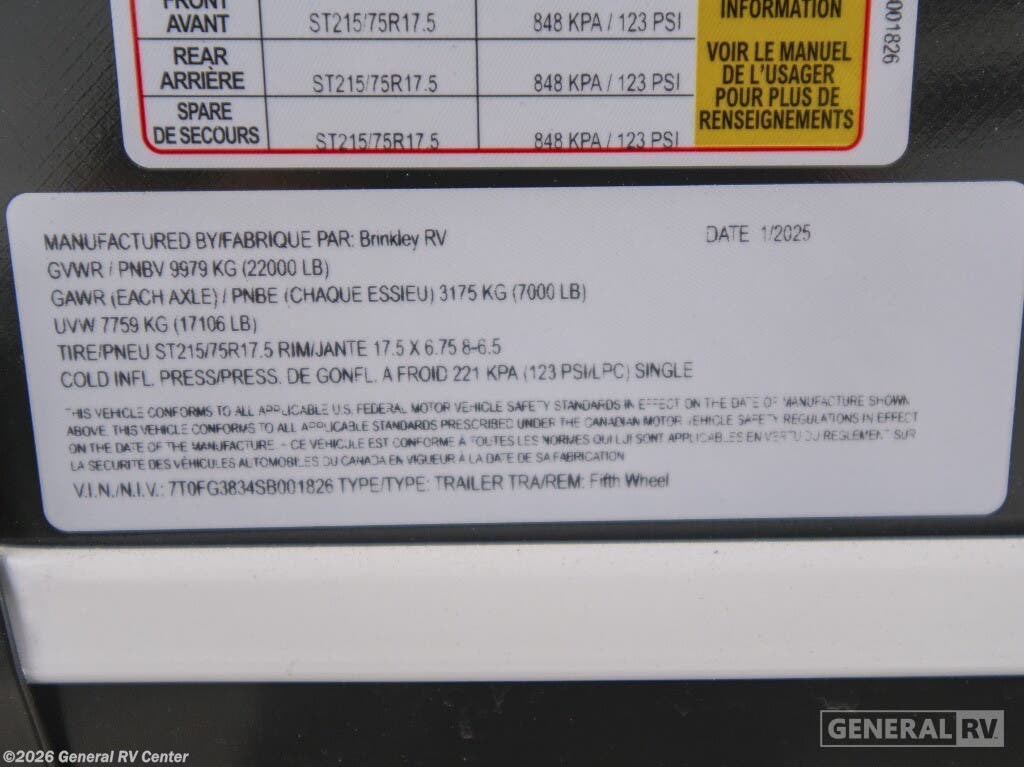 FRONT
AVANT ST215/75R17.5 848 KPA / 123 PSI
REAR
ARRIÈRE ST215/75R17.5 848 KPA / 123 PSI
SPARE
DE SECOURS ST215/75R17.5 848 KPA / 123 PSI
INFORMATION
VOIR LE MANUEL
DE L'USAGER
POUR PLUS DE
RENSEIGNEMENTS
001826
MANUFACTURED BY/FABRIQUE PAR: Brinkley RV DATE 1/2025
GVWR / PNBV 9979 KG (22000 LB)
GAWR (EACH AXLE) / PNBE (CHAQUE ESSIEU) 3175 KG (7000 LB)
UVW 7759 KG (17106 LB)
TIRE/PNEU ST215/75R17.5 RIM/JANTE 17.5 X 6.75 8-6.5
COLD INFL. PRESS/PRESS. DE GONFL. A FROID 221 KPA (123 PSI/LPC) SINGLE
THIS VEHICLE CONFORMS TO ALL APPLICABLE U.S. FEDERAL MOTOR VEHICLE SAFETY STANDARDS IN EFFECT ON THE DATE OF MANUFACTURE SHOWN
ABOVE. THIS VEHICLE CONFORMS TO ALL APPLICABLE STANDARDS PRESCRIBED UNDER THE CANADIAN MOTOR VEHICLE SAFETY REGULATIONS IN EFFECT
ON THE DATE OF THE MANUFACTURE. - CE VEHICULE EST CONFORME A TOUTES LES NORMES QUI LUI SONT APPLICABLES EN VERTU DU REGLEMENT SUR
LA SECURITE DES VÉHICULES AUTOMOBILES DU CANADA EN VIGUEUR À LA DATE DE SA FABRICATION
V.I.N./N.I.V.: 7T0FG3834SB001826 TYPE/TYPE: TRAILER TRA/REM: Fifth Wheel
GENERAL RV
©2026 General RV Center